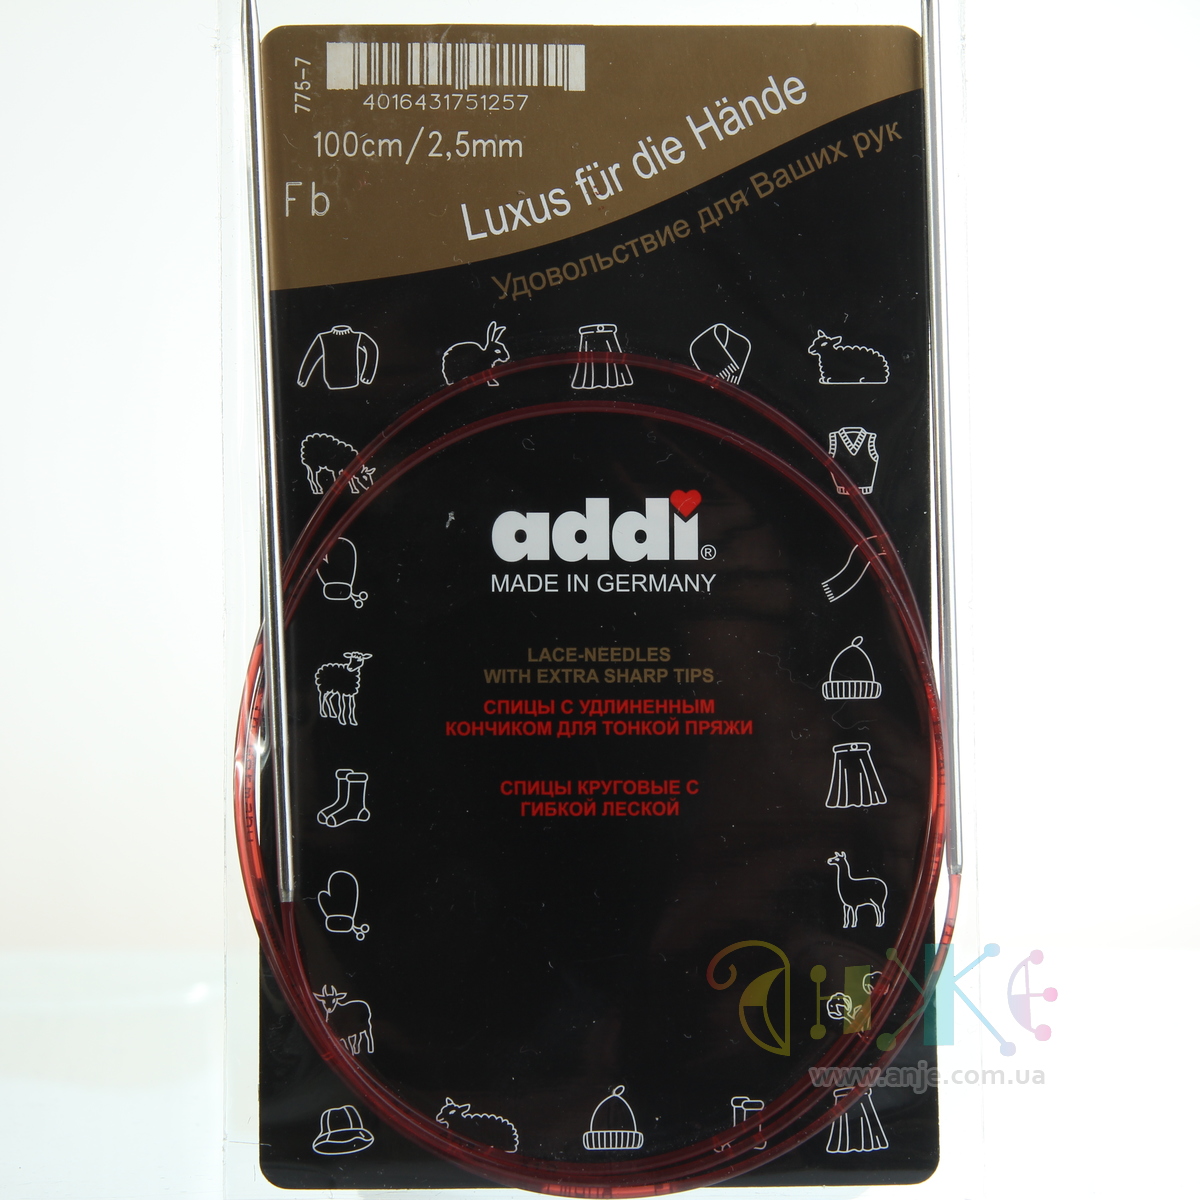 775-7
4016431751257
100cm/2,5mm
Fb
Luxus für die Hände
Удовольствие для Ваших рук
addi®
MADE IN GERMANY
LACE-NEEDLES
WITH EXTRA SHARP TIPS
СПИЦЫ С УДЛИНЕННЫМ
КОНЧИКОМ ДЛЯ ТОНКОЙ ПРЯЖИ
СПИЦЫ КРУГОВЫЕ С
ГИБКОЙ ЛЕСКОЙ
Анже
www.anje.com.ua